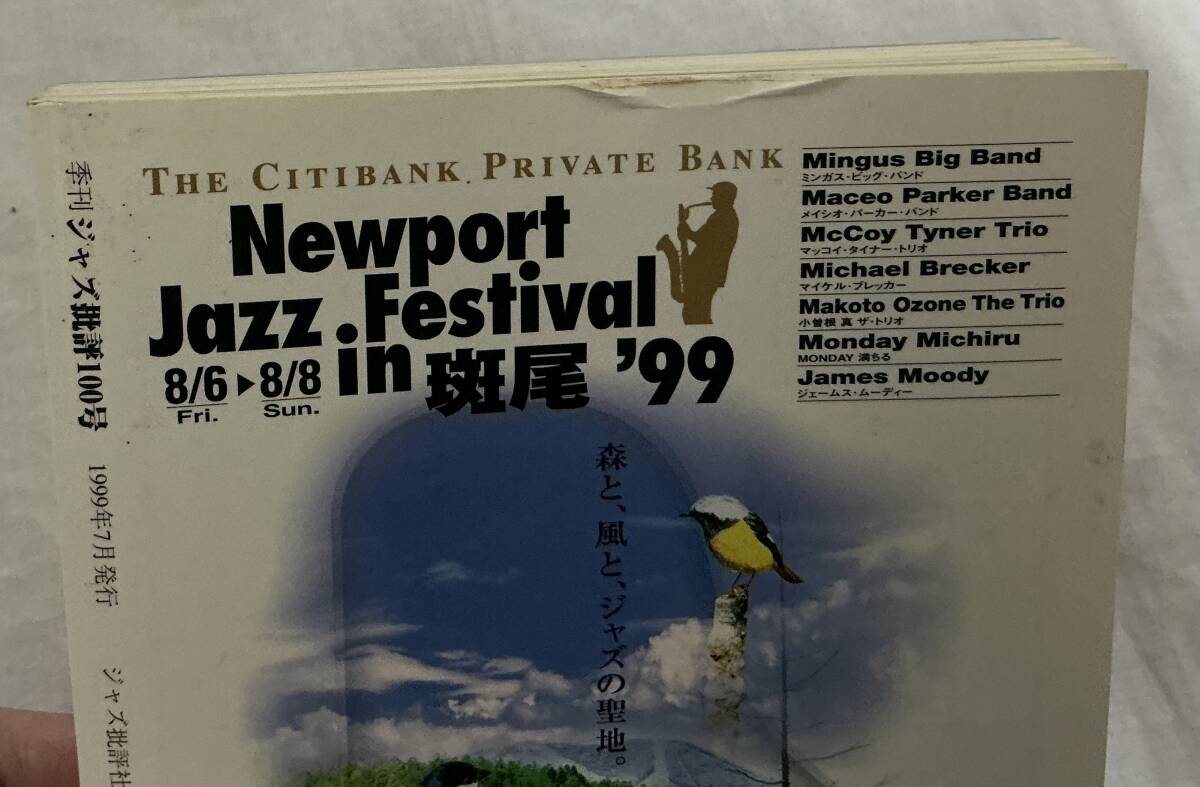 THE CITIBANK PRIVATE BANK
Newport
Jazz Festival
in 斑尾 '99
8/6▶8/8
Fri. Sun.
Mingus Big Band
ミンガス・ビッグ・バンド
Maceo Parker Band
メイシオ・パーカー・バンド
McCoy Tyner Trio
マッコイ・タイナー・トリオ
Michael Brecker
マイケル・ブレッカー
Makoto Ozone The Trio
小曽根 真 ザ・トリオ
Monday Michiru
MONDAY 満ちる
James Moody
ジェームス・ムーディー
森と、風と、ジャズの聖地。
季刊ジャズ批評100号 1999年7月発行 ジャズ批評社